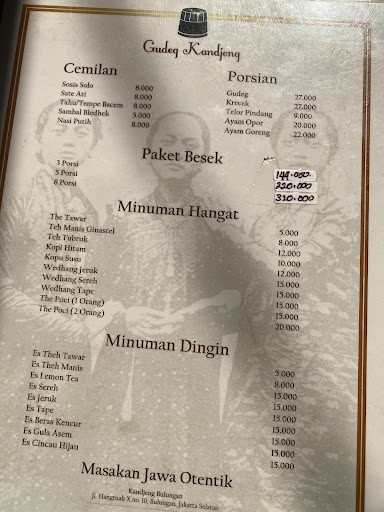 Gudeg Kandjeng
Cemilan
Sosis Solo 8.000
Sate Ati 8.000
Tahu/Tempe Bacem 8.000
Sambal Bledhek 5.000
Nasi Putih 8.000
Porsian
Gudeg 27.000
Krecek 27.000
Telor Pindang 9.000
Ayam Opor 20.000
Ayam Goreng 22.000
Paket Besek
3 Porsi 144.000
5 Porsi 220.000
8 Porsi 310.000
Minuman Hangat
The Tawar 5.000
Teh Manis Ginastel 8.000
Teh Tubruk 12.000
Kopi Hitam 10.000
Kopu Susu 12.000
Wedhang Jeruk 15.000
Wedhang Sereh 15.000
Wedhang Tape 15.000
The Poci (1 Orang) 15.000
The Poci (2 Orang) 20.000
Minuman Dingin
Es Theh Tawar 5.000
Es Theh Manis 8.000
Es Lemon Tea 15.000
Es Sereh 15.000
Es Jeruk 15.000
Es Tape 15.000
Es Beras Kencur 15.000
Es Gula Asem 15.000
Es Cincau Hijau 15.000
Masakan Jawa Otentik
Kandjeng Bulungan
Jl. Hangtuah X no. 10, Bulungan, Jakarta Selatan